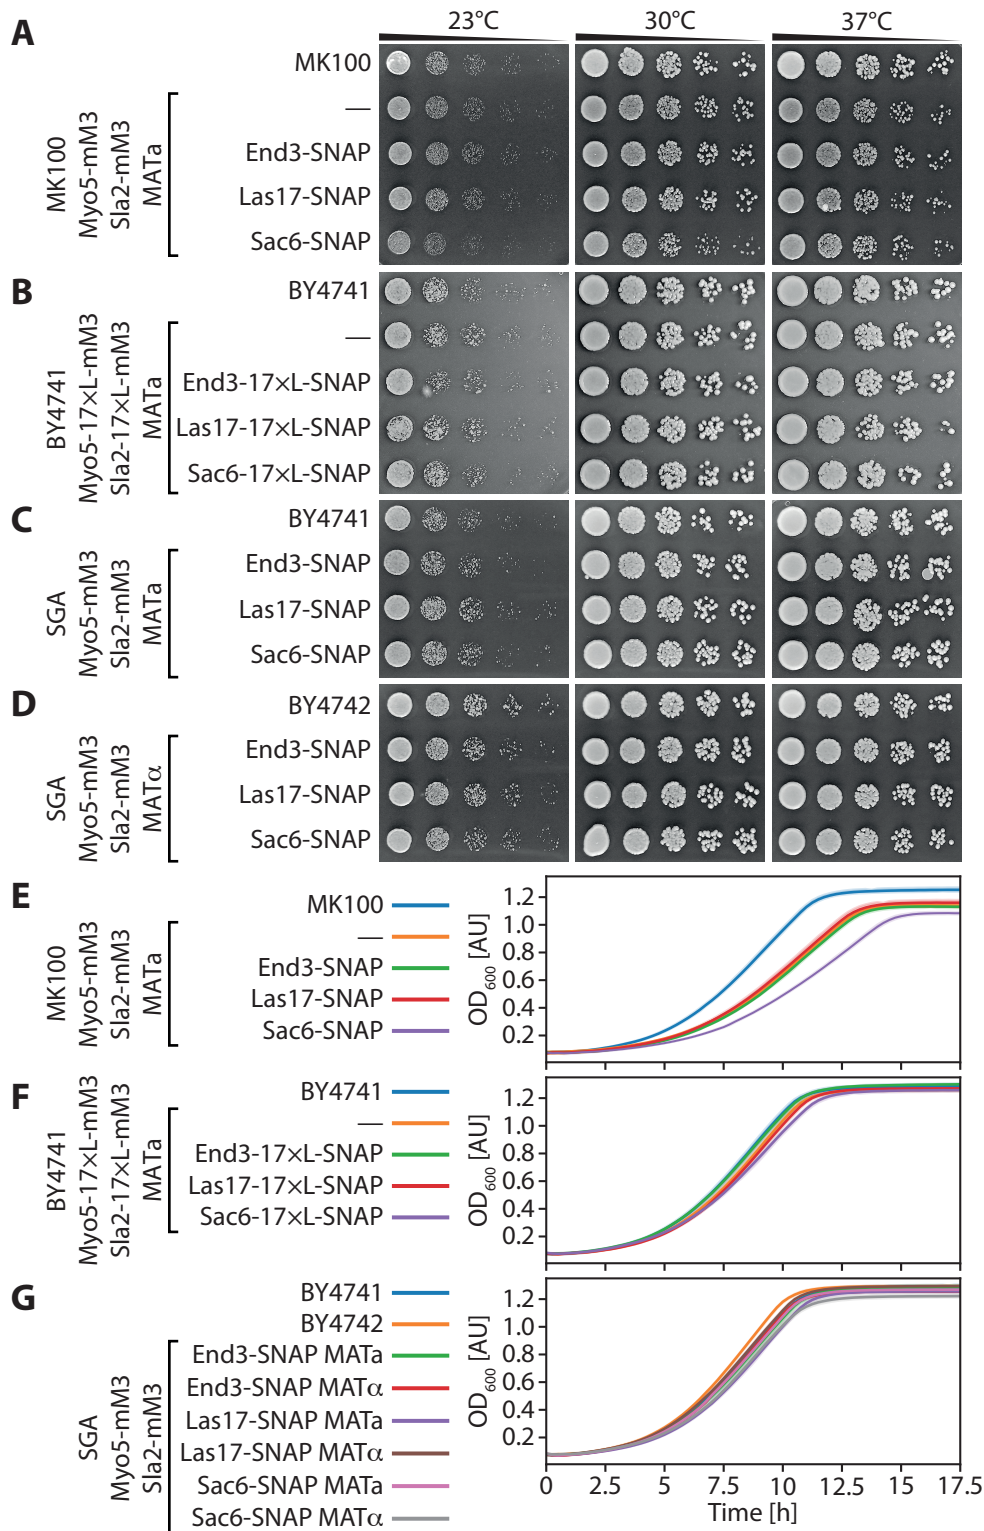 A
23°C
30°C
37°C
MK100
Myo5-mM3
Sla2-mM3
MATa
MK100
—
End3-SNAP
Las17-SNAP
Sac6-SNAP
B
BY4741
Myo5-17×L-mM3
Sla2-17×L-mM3
MATa
BY4741
—
End3-17×L-SNAP
Las17-17×L-SNAP
Sac6-17×L-SNAP
C
SGA
Myo5-mM3
Sla2-mM3
MATa
BY4741
End3-SNAP
Las17-SNAP
Sac6-SNAP
D
SGA
Myo5-mM3
Sla2-mM3
MATα
BY4742
End3-SNAP
Las17-SNAP
Sac6-SNAP
E
MK100
Myo5-mM3
Sla2-mM3
MATa
MK100
—
End3-SNAP
Las17-SNAP
Sac6-SNAP
OD600 [AU]
1.2
1.0
0.8
0.6
0.4
0.2
F
BY4741
Myo5-17×L-mM3
Sla2-17×L-mM3
MATa
BY4741
—
End3-17×L-SNAP
Las17-17×L-SNAP
Sac6-17×L-SNAP
OD600 [AU]
1.2
1.0
0.8
0.6
0.4
0.2
G
SGA
Myo5-mM3
Sla2-mM3
BY4741
BY4742
End3-SNAP MATa
End3-SNAP MATα
Las17-SNAP MATa
Las17-SNAP MATα
Sac6-SNAP MATa
Sac6-SNAP MATα
OD600 [AU]
1.2
1.0
0.8
0.6
0.4
0.2
0 2.5 5 7.5 10 12.5 15 17.5
Time [h]